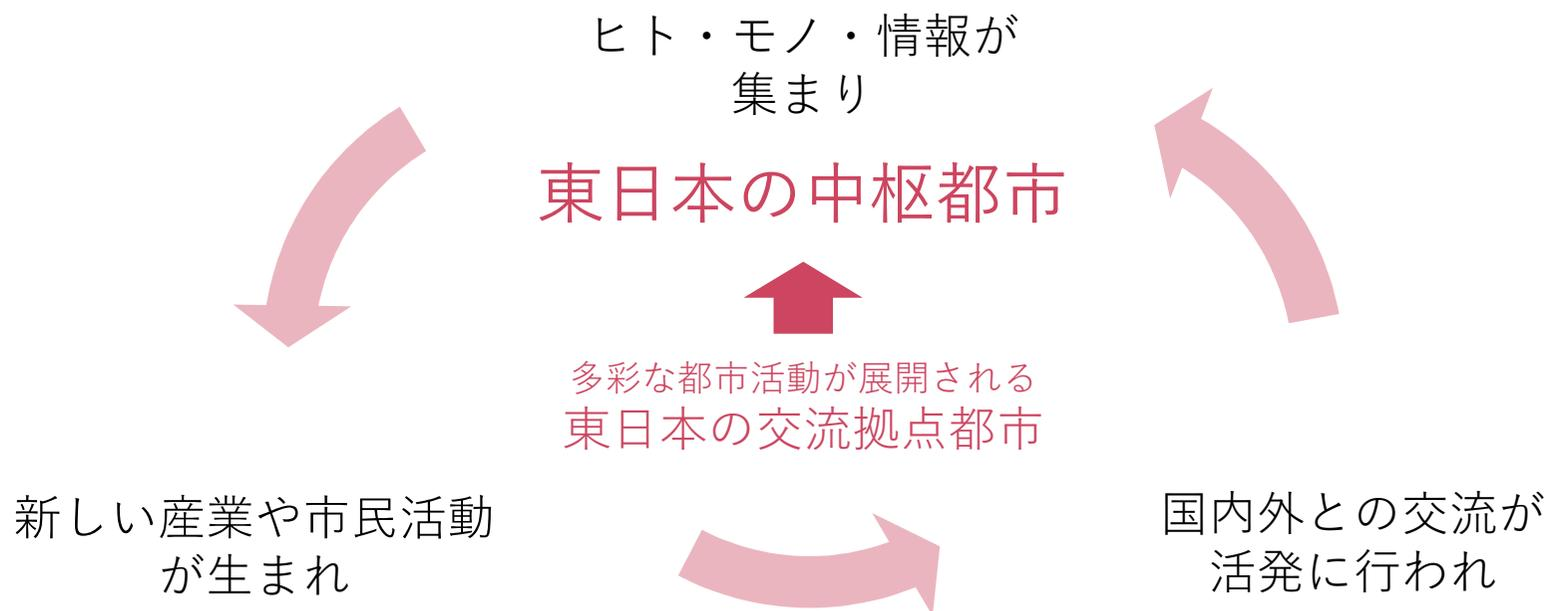 ヒト・モノ・情報が
集まり
東日本の中枢都市
多彩な都市活動が展開される
東日本の交流拠点都市
新しい産業や市民活動
が生まれ
国内外との交流が
活発に行われ